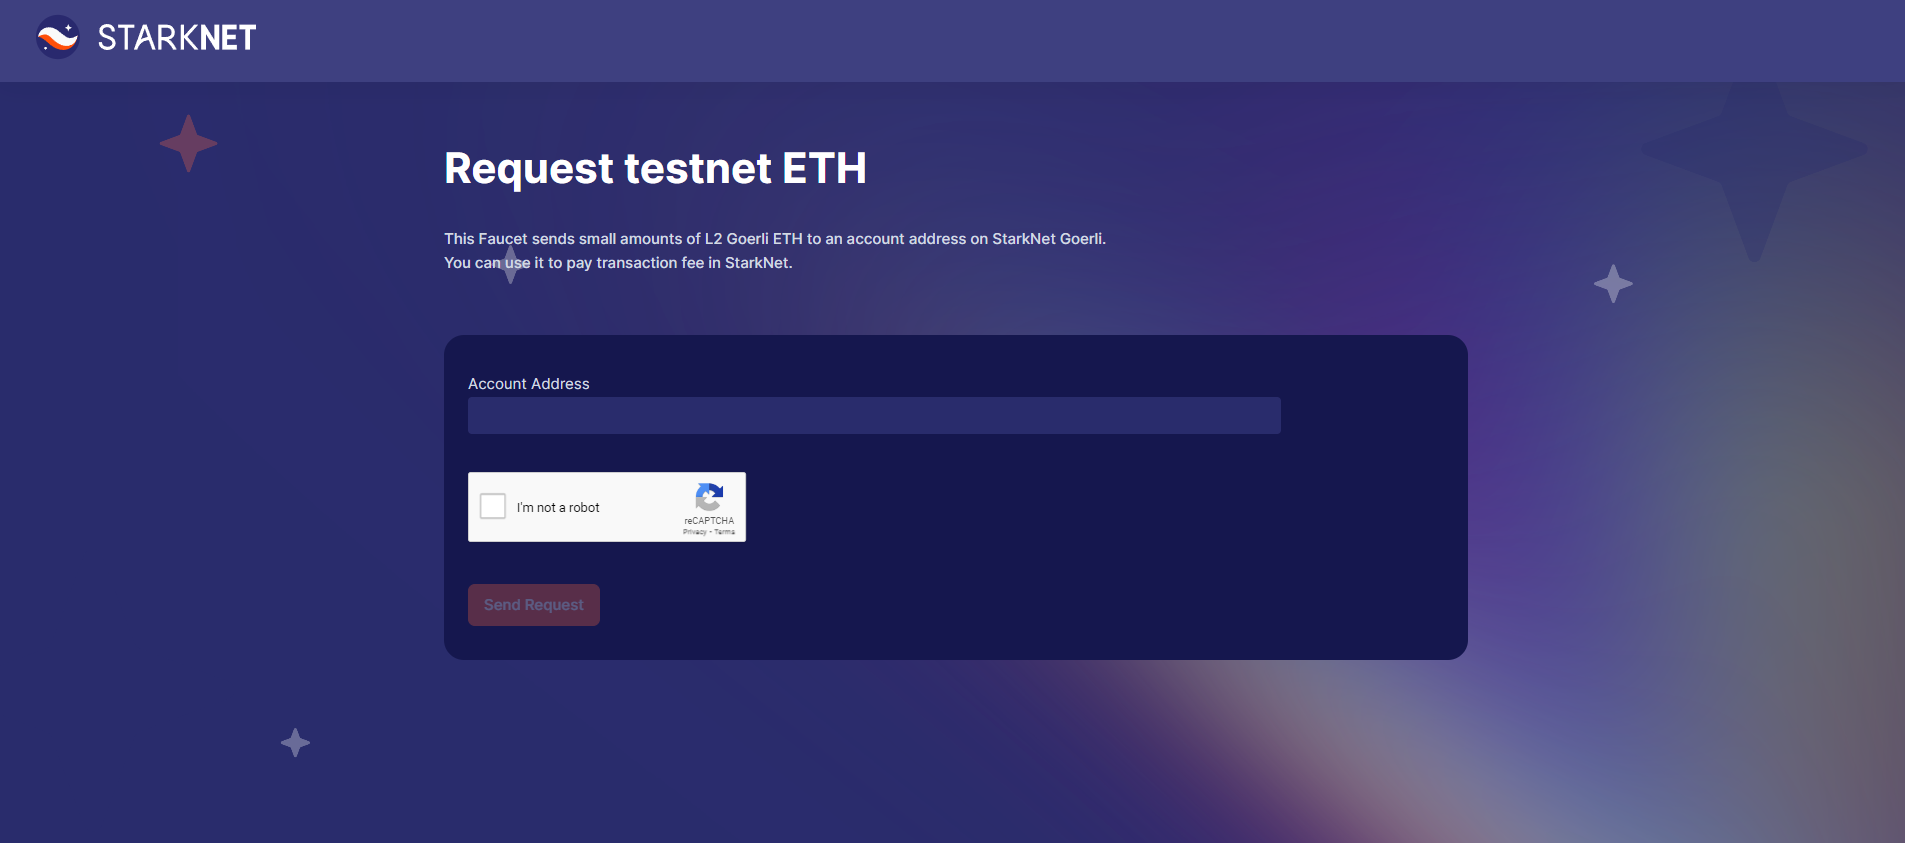 STARKNET
Request testnet ETH
This Faucet sends small amounts of L2 Goerli ETH to an account address on StarkNet Goerli.
You can use it to pay transaction fee in StarkNet.
Account Address
I'm not a robot
reCAPTCHA
Privacy - Terms
Send Request